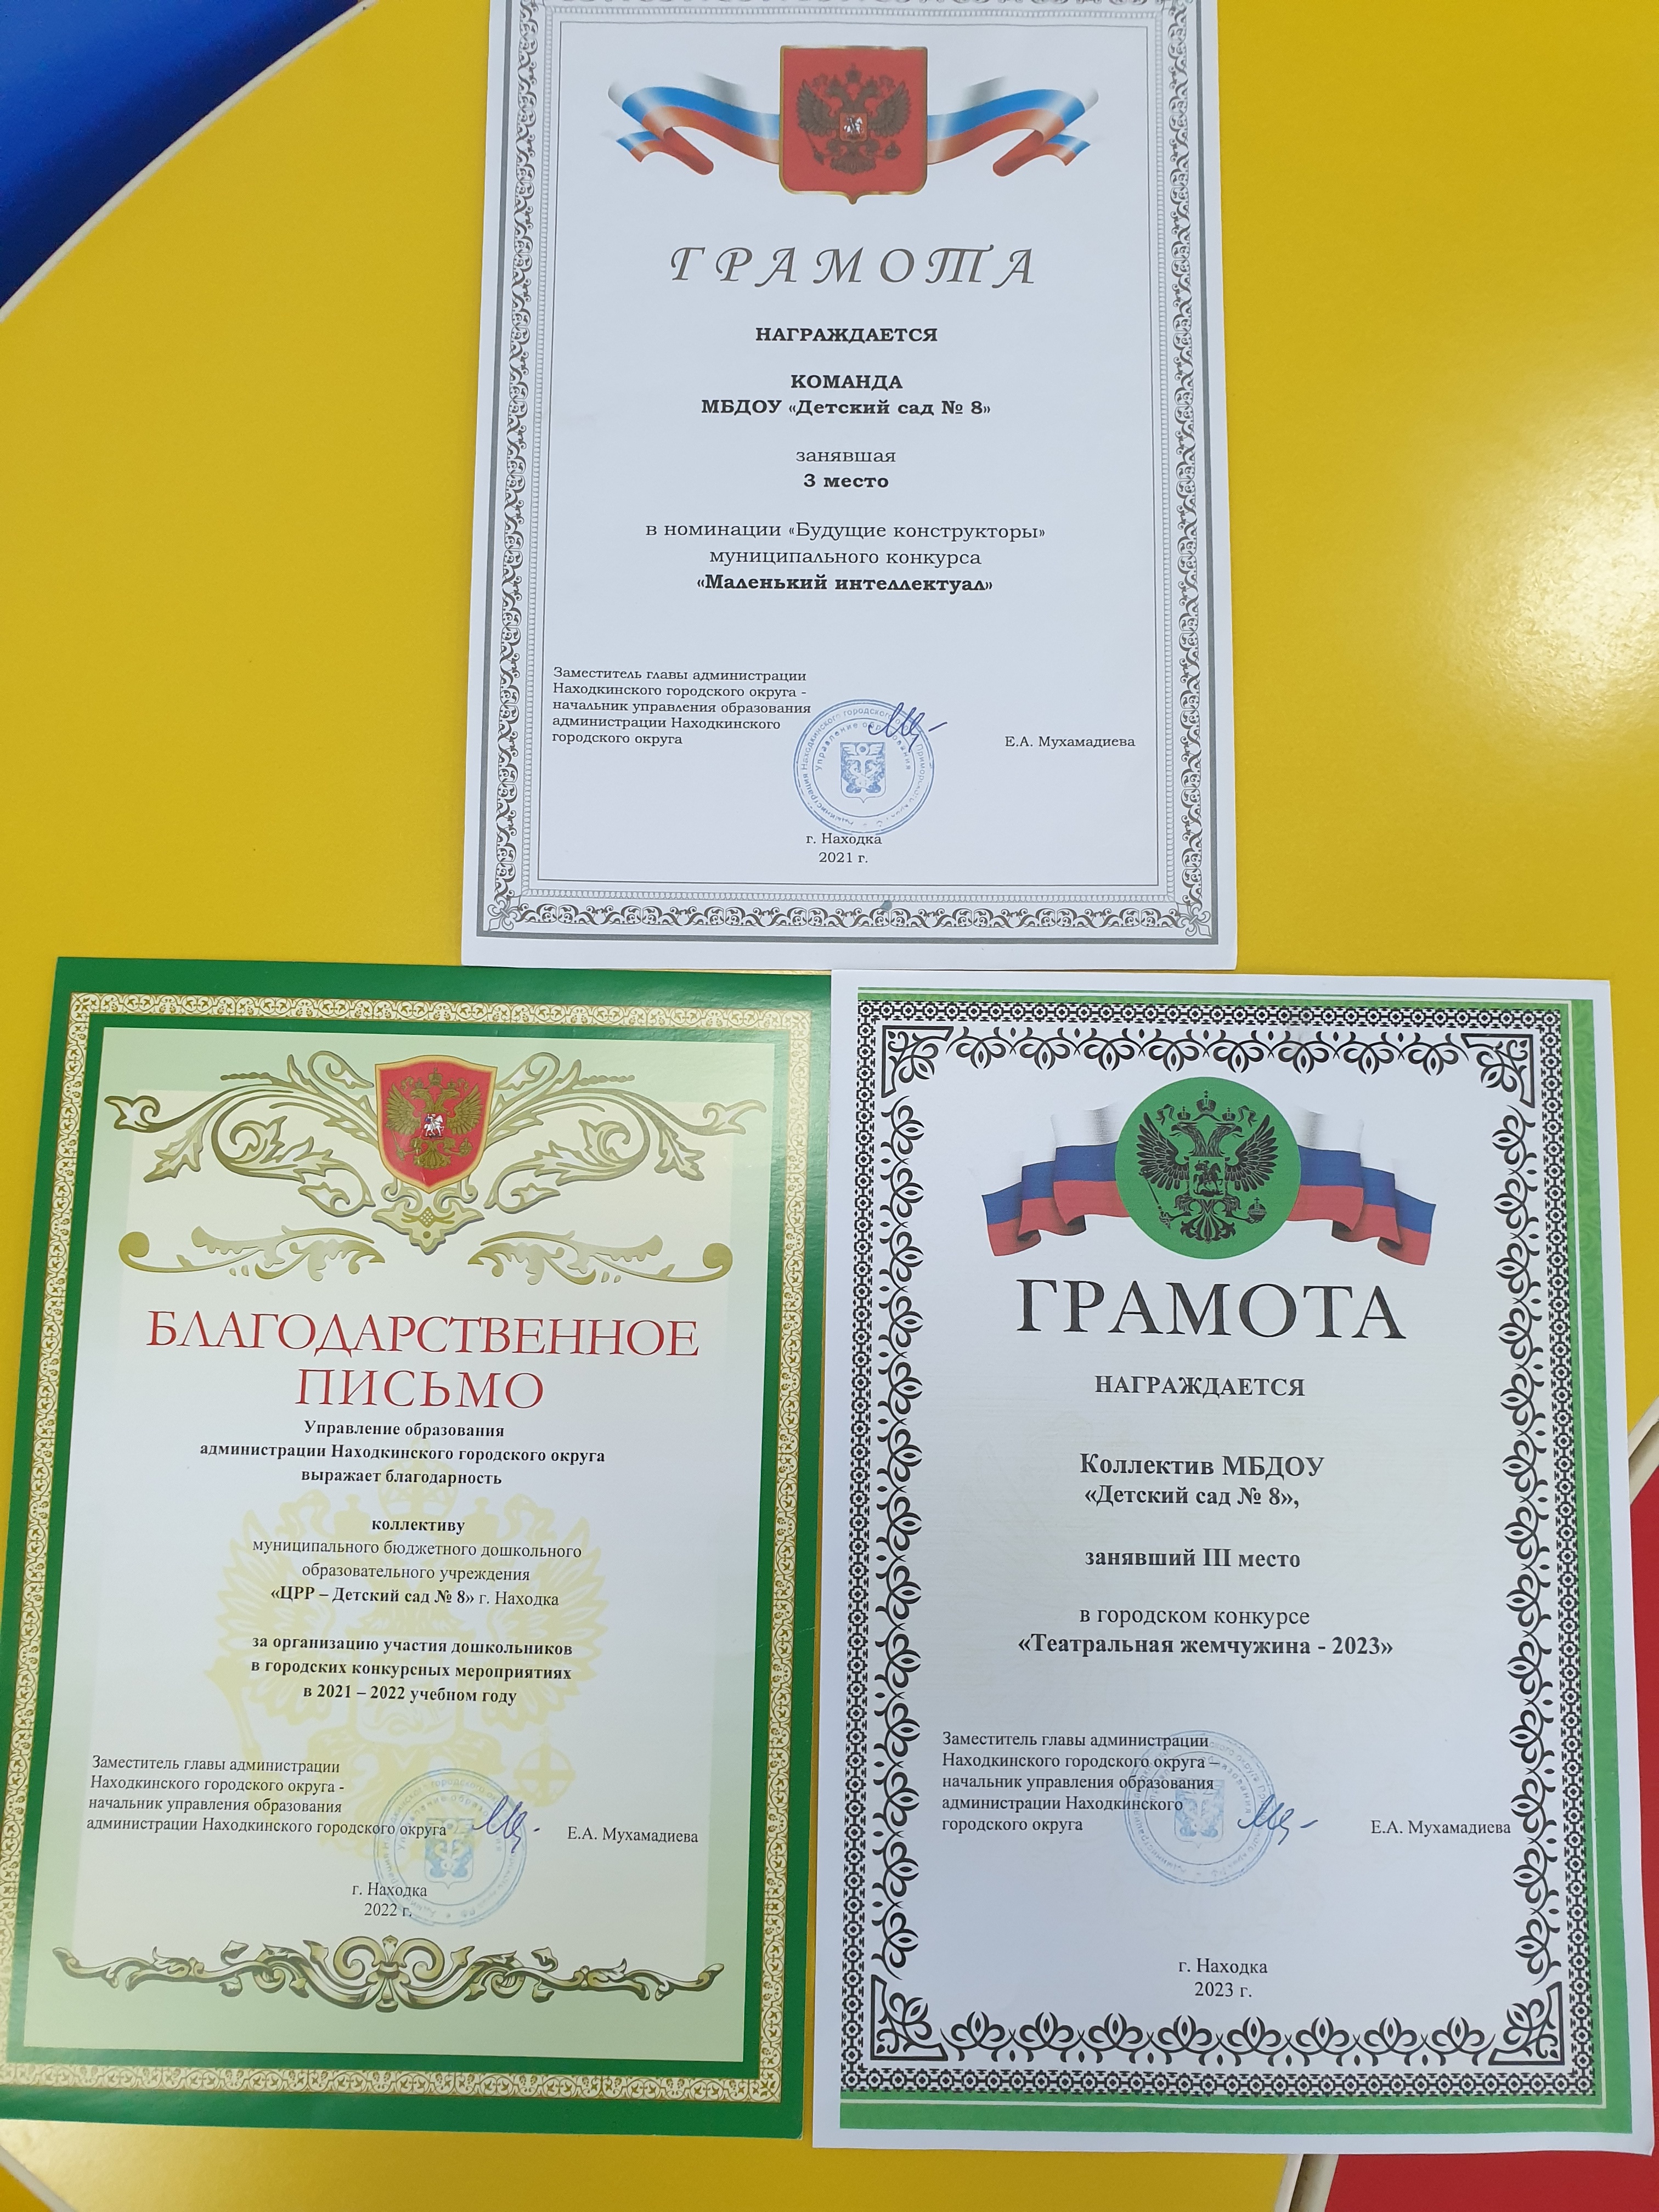 ГРАМОТА
НАГРАЖДАЕТСЯ
КОМАНДА
МБДОУ «Детский сад № 8»
занявшая
3 место
в номинации «Будущие конструкторы»
муниципального конкурса
«Маленький интеллектуал»
Заместитель главы администрации
Находкинского городского округа -
начальник управления образования
администрации Находкинского
городского округа
Е.А. Мухамадиева
Управление образования
г. Находка
2021 г.
БЛАГОДАРСТВЕННОЕ
ПИСЬМО
Управление образования
администрации Находкинского городского округа
выражает благодарность
коллективу
муниципального бюджетного дошкольного
образовательного учреждения
«ЦРР – Детский сад № 8» г. Находка
за организацию участия дошкольников
в городских конкурсных мероприятиях
в 2021 – 2022 учебном году
Заместитель главы администрации
Находкинского городского округа -
начальник управления образования
администрации Находкинского городского округа
Е.А. Мухамадиева
г. Находка
2022 г.
ГРАМОТА
НАГРАЖДАЕТСЯ
Коллектив МБДОУ
«Детский сад № 8»,
занявший III место
в городском конкурсе
«Театральная жемчужина - 2023»
Заместитель главы администрации
Находкинского городского округа –
начальник управления образования
администрации Находкинского
городского округа
Е.А. Мухамадиева
г. Находка
2023 г.